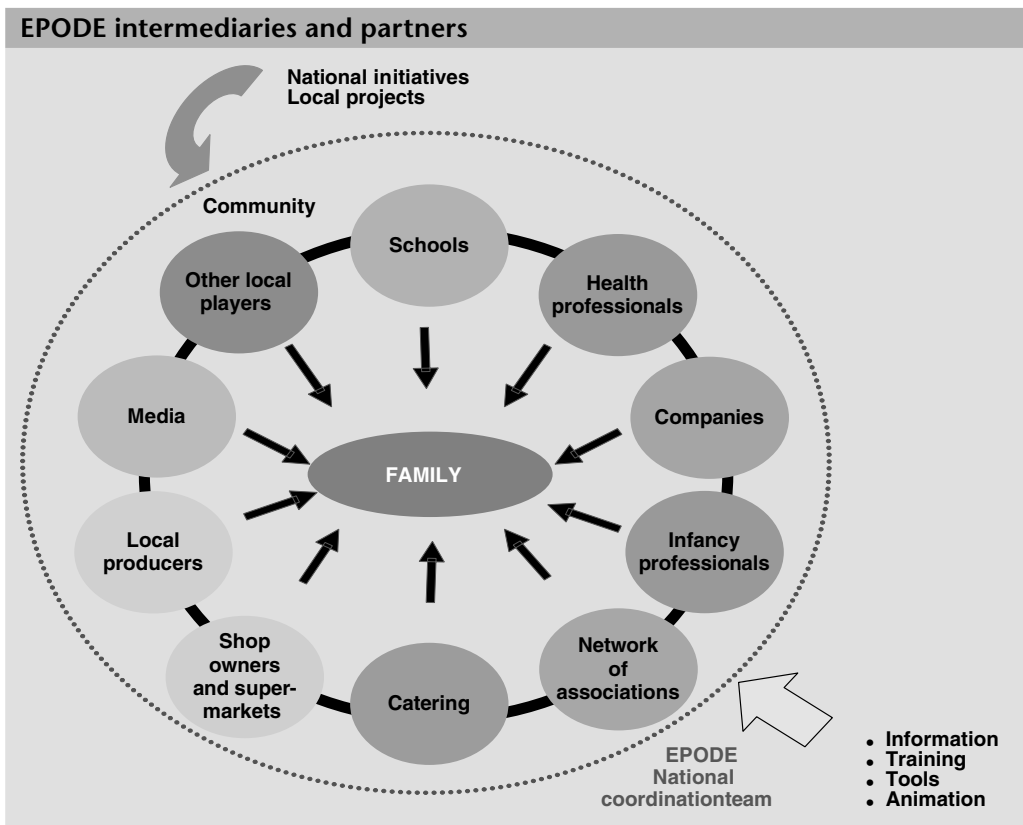 EPODE intermediaries and partners
National initiatives
Local projects
Community
Schools
Other local
players
Health
professionals
Media
Companies
FAMILY
Local
producers
Infancy
professionals
Shop
owners
and super-
markets
Catering
Network
of
associations
EPODE
National
coordinationteam
• Information
• Training
• Tools
• Animation